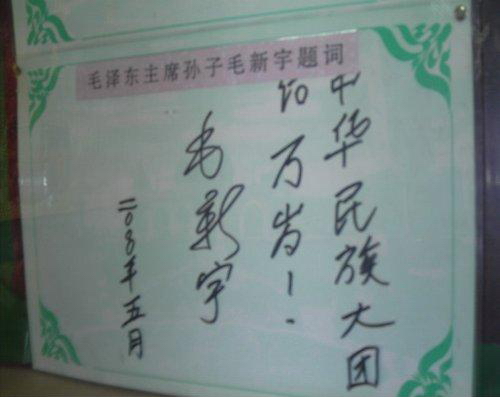 毛泽东主席孙子毛新宇题词
中华民族大团
结万岁！
毛新宇
二〇〇八年五月